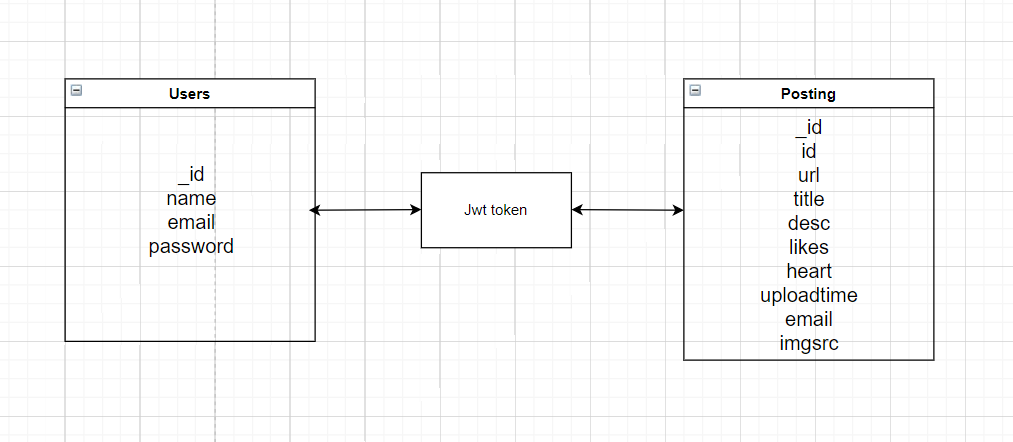 Users
_id
name
email
password
Jwt token
Posting
_id
id
url
title
desc
likes
heart
uploadtime
email
imgsrc